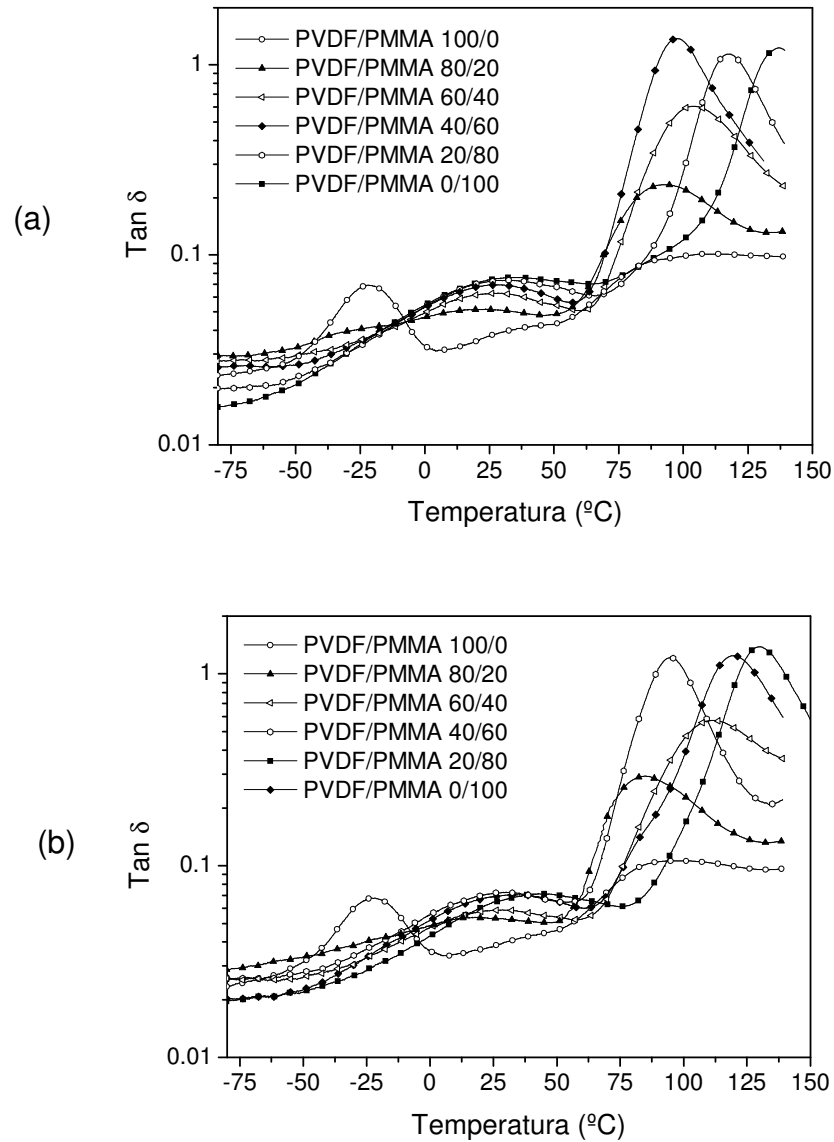 (a)
Tan δ
1
0.1
0.01
PVDF/PMMA 100/0
PVDF/PMMA 80/20
PVDF/PMMA 60/40
PVDF/PMMA 40/60
PVDF/PMMA 20/80
PVDF/PMMA 0/100
-75 -50 -25 0 25 50 75 100 125 150
Temperatura (ºC)
(b)
Tan δ
1
0.1
0.01
PVDF/PMMA 100/0
PVDF/PMMA 80/20
PVDF/PMMA 60/40
PVDF/PMMA 40/60
PVDF/PMMA 20/80
PVDF/PMMA 0/100
-75 -50 -25 0 25 50 75 100 125 150
Temperatura (ºC)